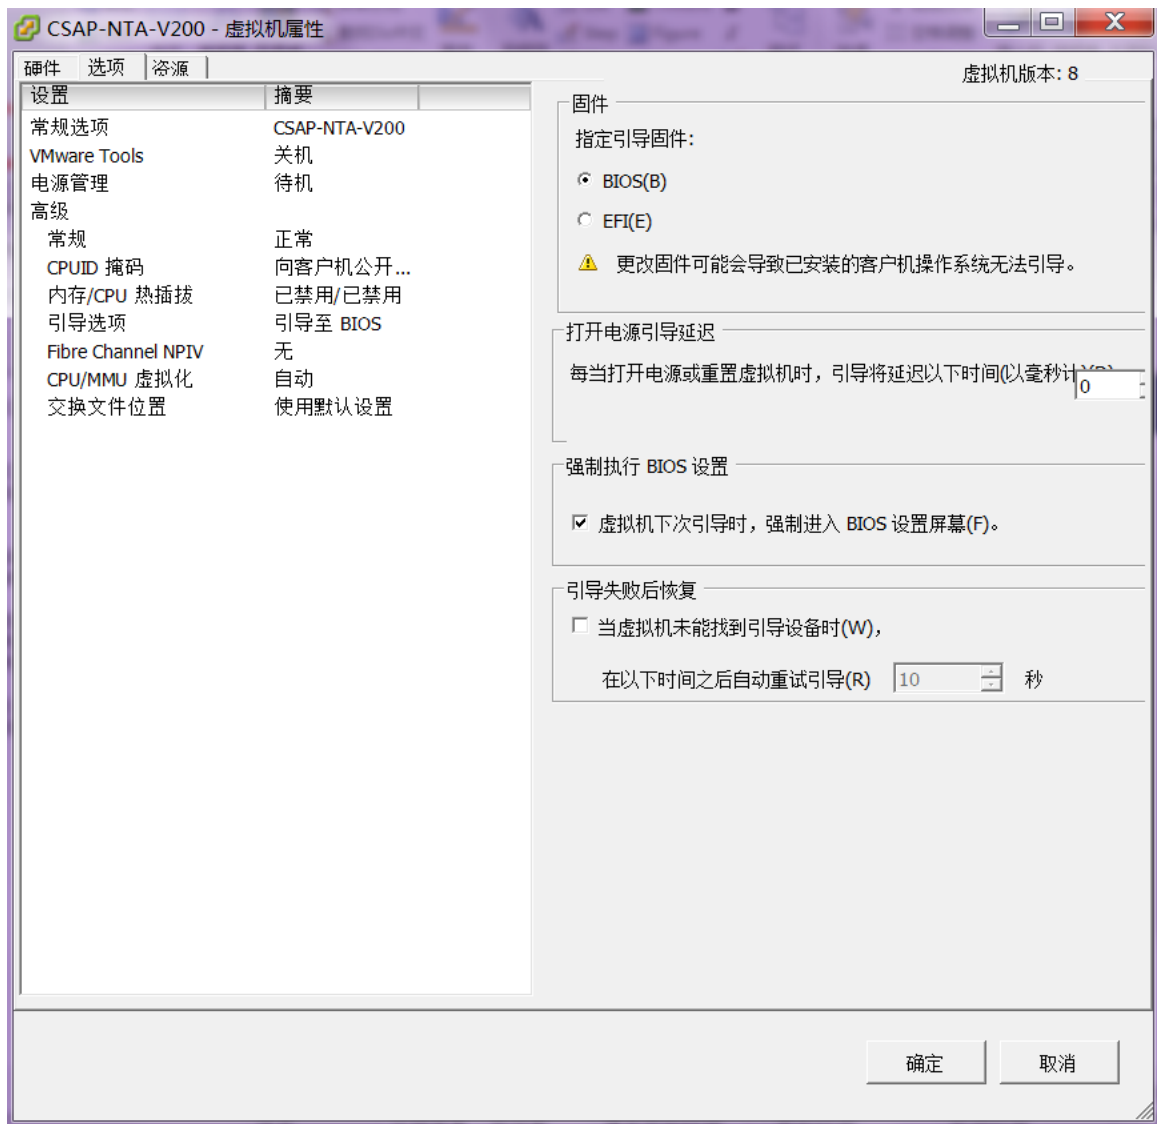 CSAP-NTA-V200 - 虚拟机属性
硬件 选项 资源
虚拟机版本: 8
设置 摘要
常规选项 CSAP-NTA-V200
VMware Tools 关机
电源管理 待机
高级
常规 正常
CPUID 掩码 向客户机公开...
内存/CPU 热插拔 已禁用/已禁用
引导选项 引导至 BIOS
Fibre Channel NPIV 无
CPU/MMU 虚拟化 自动
交换文件位置 使用默认设置
固件
指定引导固件:
BIOS(B)
EFI(E)
更改固件可能会导致已安装的客户机操作系统无法引导。
打开电源引导延迟
每当打开电源或重置虚拟机时，引导将延迟以下时间(以毫秒计
0
强制执行 BIOS 设置
虚拟机下次引导时，强制进入 BIOS 设置屏幕(F)。
引导失败后恢复
当虚拟机未能找到引导设备时(W)，
在以下时间之后自动重试引导(R) 10 秒
确定 取消